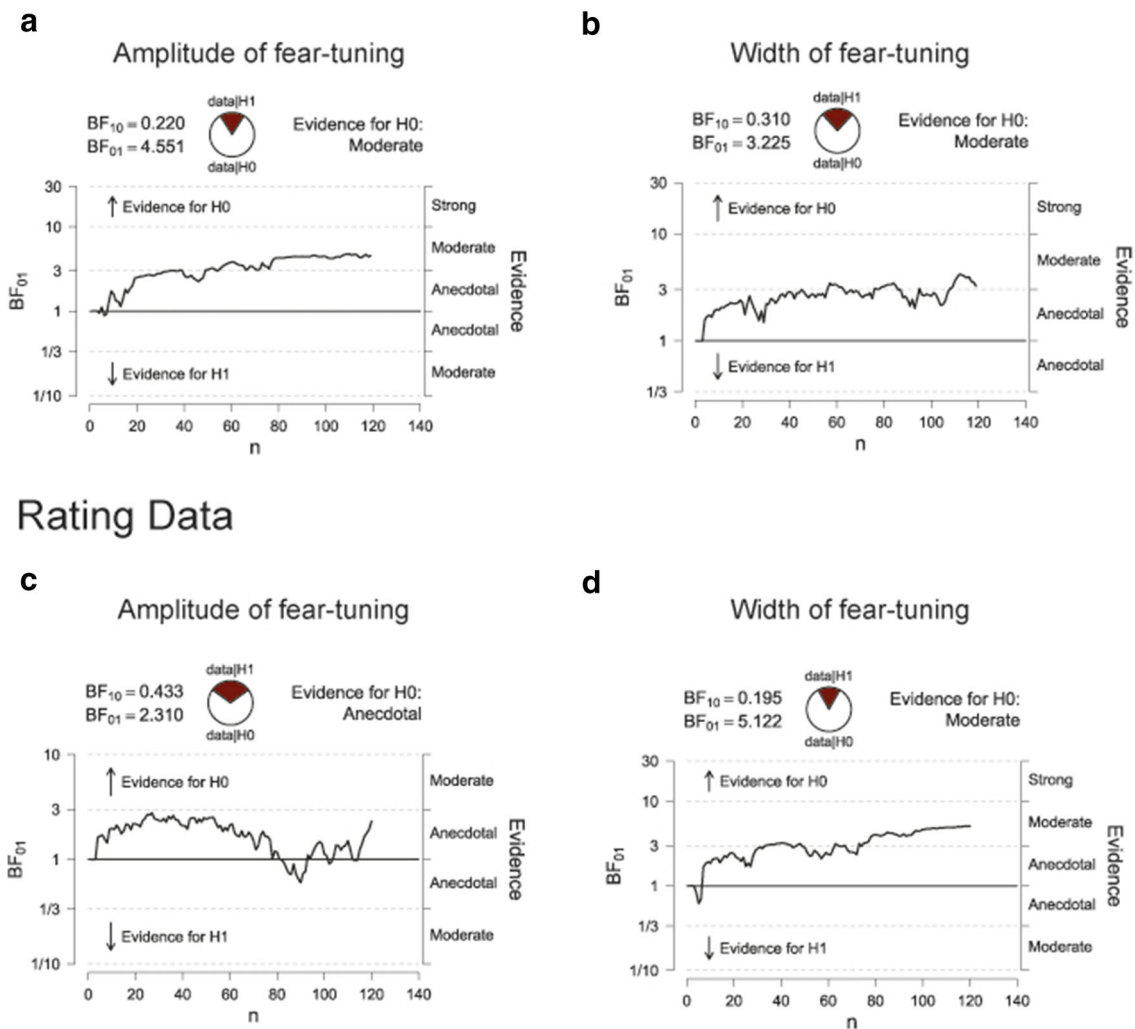 a
Amplitude of fear-tuning
data|H1
BF10 = 0.220
BF01 = 4.551
Evidence for H0:
Moderate
data|H0
30
10
3
1
1/3
1/10
BF01
Evidence for H0
Evidence for H1
Strong
Moderate
Anecdotal
Anecdotal
Moderate
Evidence
0 20 40 60 80 100 120 140
n
b
Width of fear-tuning
data|H1
BF10 = 0.310
BF01 = 3.225
Evidence for H0:
Moderate
data|H0
30
10
3
1
1/3
BF01
Evidence for H0
Evidence for H1
Strong
Moderate
Anecdotal
Anecdotal
Evidence
0 20 40 60 80 100 120 140
n
Rating Data
c
Amplitude of fear-tuning
data|H1
BF10 = 0.433
BF01 = 2.310
Evidence for H0:
Anecdotal
data|H0
10
3
1
1/3
1/10
BF01
Evidence for H0
Evidence for H1
Moderate
Anecdotal
Anecdotal
Moderate
Evidence
0 20 40 60 80 100 120 140
n
d
Width of fear-tuning
data|H1
BF10 = 0.195
BF01 = 5.122
Evidence for H0:
Moderate
data|H0
30
10
3
1
1/3
1/10
BF01
Evidence for H0
Evidence for H1
Strong
Moderate
Anecdotal
Anecdotal
Moderate
Evidence
0 20 40 60 80 100 120 140
n